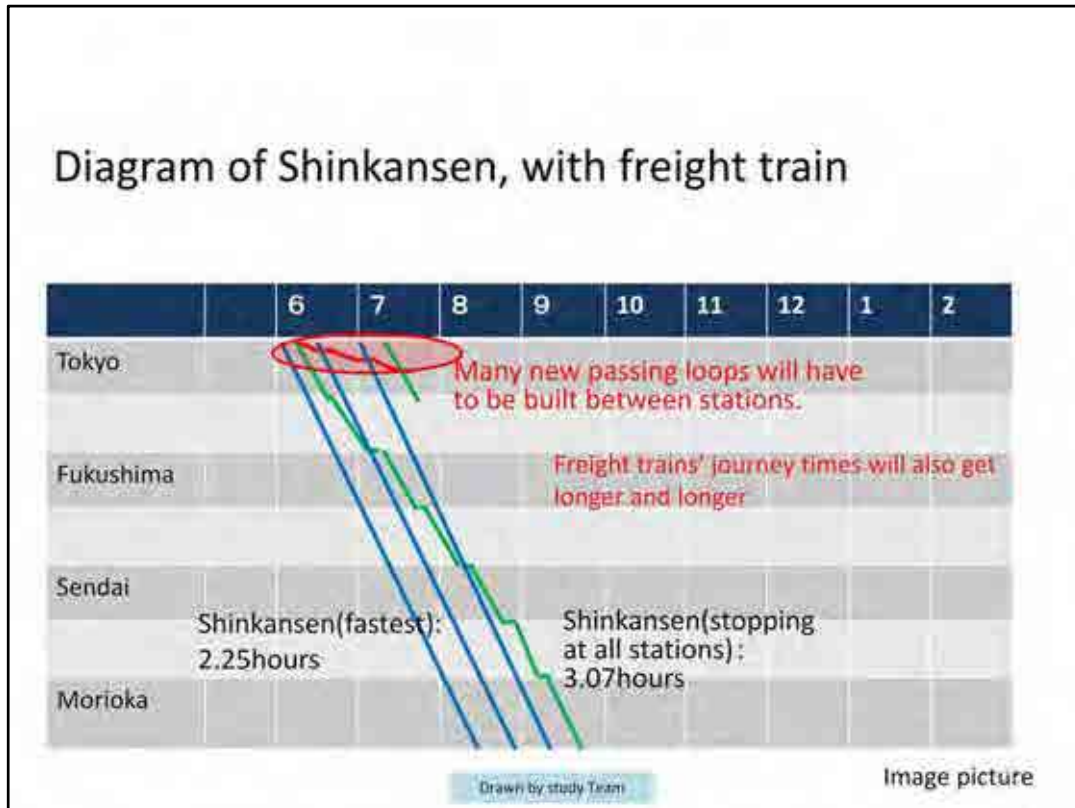 Diagram of Shinkansen, with freight train
6 7 8 9 10 11 12 1 2
Tokyo
Many new passing loops will have
to be built between stations.
Fukushima
Freight trains' journey times will also get
longer and longer
Sendai
Shinkansen(fastest):
2.25hours
Shinkansen(stopping
at all stations):
3.07hours
Morioka
Drawn by study Team
Image picture